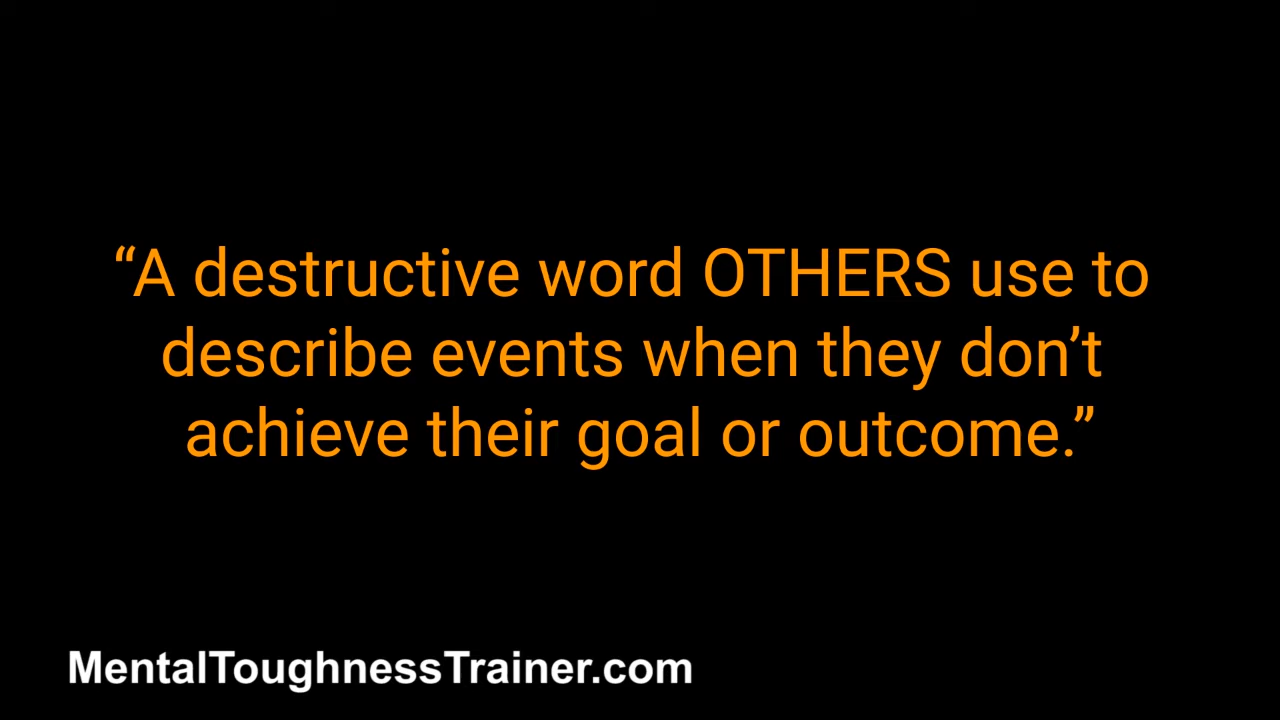 “A destructive word OTHERS use to
describe events when they don’t
achieve their goal or outcome.”
MentalToughnessTrainer.com